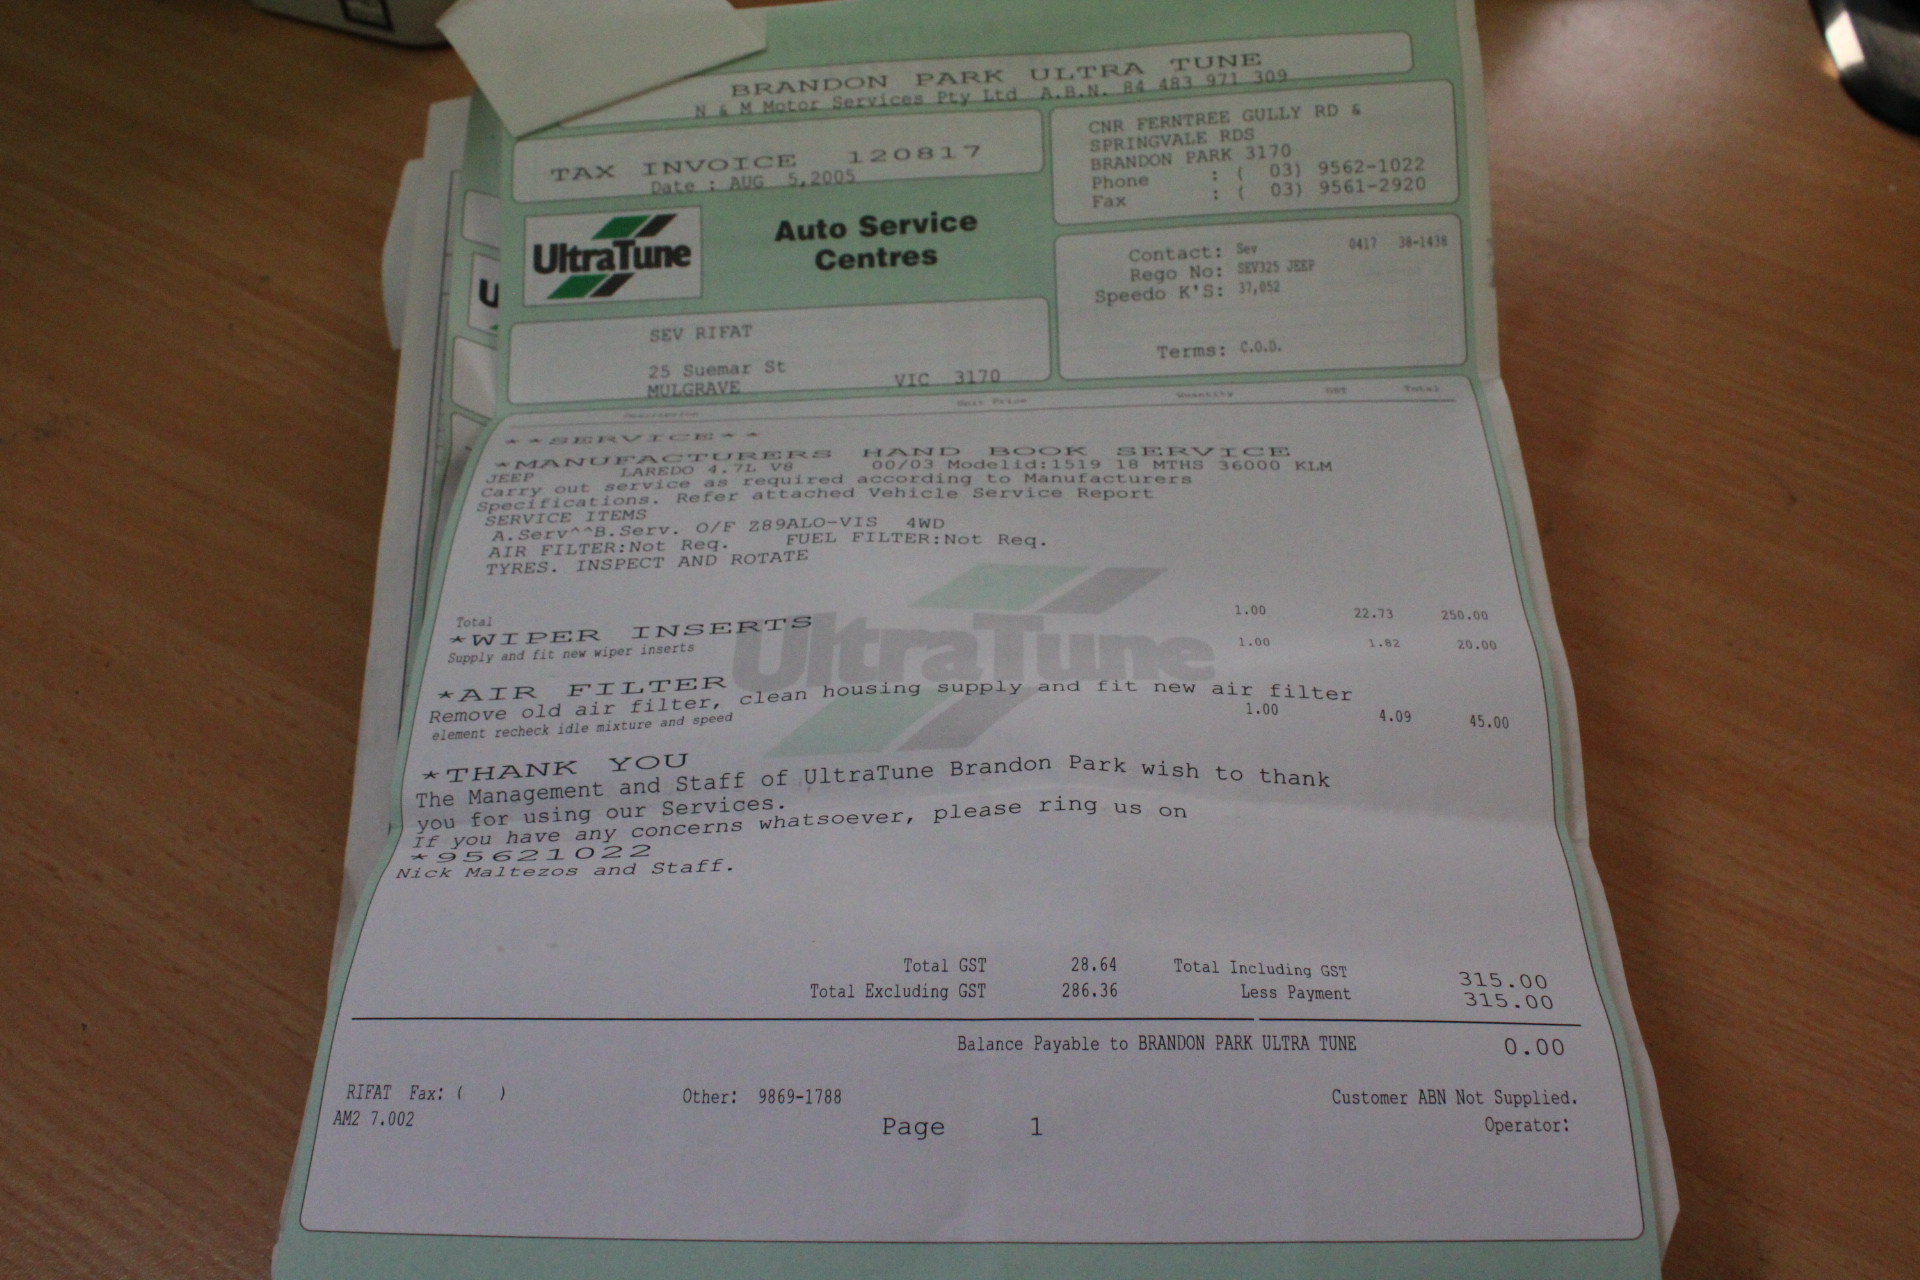 BRANDON PARK ULTRA TUNE
N & M Motor Services Pty Ltd A.B.N. 84 483 971 309
TAX INVOICE 120817
Date : AUG 5,2005
CNR FERNTREE GULLY RD &
SPRINGVALE RDS
BRANDON PARK 3170
Phone : ( 03) 9562-1022
Fax : ( 03) 9561-2920
UltraTune
Auto Service
Centres
Contact: Sev 0417 38-1438
Rego No: SEV325 JEEP
Speedo K'S: 37,052
Terms: C.O.D.
SEV RIFAT
25 Suemar St
MULGRAVE VIC 3170
Description Unit Price Quantity GST Total
**SERVICE**
*MANUFACTURERS HAND BOOK SERVICE
JEEP LAREDO 4.7L V8 00/03 Modelid:1519 18 MTHS 36000 KLM
Carry out service as required according to Manufacturers
Specifications. Refer attached Vehicle Service Report
SERVICE ITEMS
A.Serv^^B.Serv. O/F Z89ALO-VIS 4WD
AIR FILTER:Not Req. FUEL FILTER:Not Req.
TYRES. INSPECT AND ROTATE
Total 1.00 22.73 250.00
*WIPER INSERTS
Supply and fit new wiper inserts 1.00 1.82 20.00
UltraTune
*AIR FILTER
Remove old air filter, clean housing supply and fit new air filter
element recheck idle mixture and speed 1.00 4.09 45.00
*THANK YOU
The Management and Staff of UltraTune Brandon Park wish to thank
you for using our Services.
If you have any concerns whatsoever, please ring us on
*95621022
Nick Maltezos and Staff.
Total GST 28.64 Total Including GST 315.00
Total Excluding GST 286.36 Less Payment 315.00
Balance Payable to BRANDON PARK ULTRA TUNE 0.00
RIFAT Fax: ( ) Other: 9869-1788 Customer ABN Not Supplied.
AM2 7.002 Page 1 Operator: